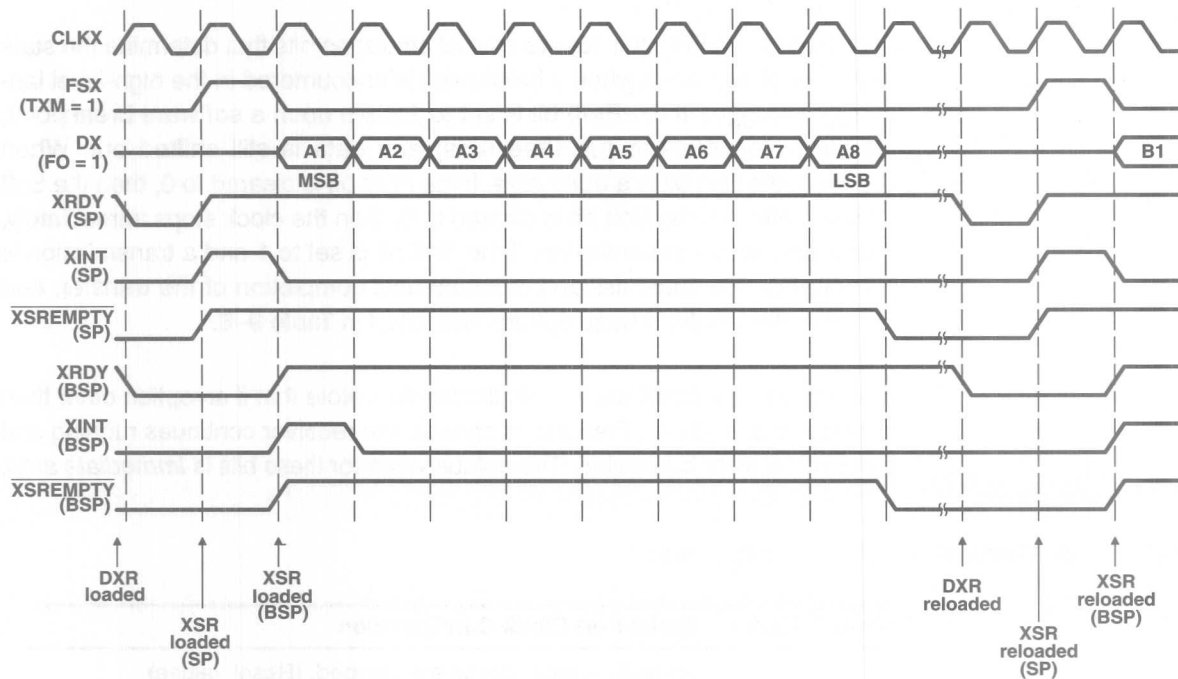 CLKX
FSX
(TXM = 1)
DX
(FO = 1)
A1 A2 A3 A4 A5 A6 A7 A8 B1
MSB LSB
XRDY
(SP)
XINT
(SP)
XSREMPTY
(SP)
XRDY
(BSP)
XINT
(BSP)
XSREMPTY
(BSP)
DXR
loaded
XSR
loaded
(SP)
XSR
loaded
(BSP)
DXR
reloaded
XSR
reloaded
(SP)
XSR
reloaded
(BSP)